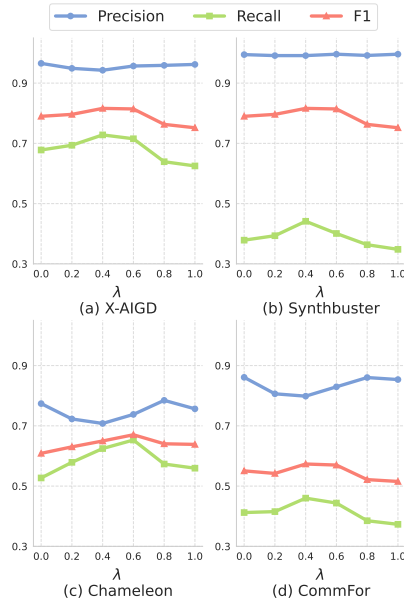 Precision Recall F1
0.9
0.7
0.5
0.3
0.0 0.2 0.4 0.6 0.8 1.0
λ
(a) X-AIGD
0.9
0.7
0.5
0.3
0.0 0.2 0.4 0.6 0.8 1.0
λ
(b) Synthbuster
0.9
0.7
0.5
0.3
0.0 0.2 0.4 0.6 0.8 1.0
λ
(c) Chameleon
0.9
0.7
0.5
0.3
0.0 0.2 0.4 0.6 0.8 1.0
λ
(d) CommFor